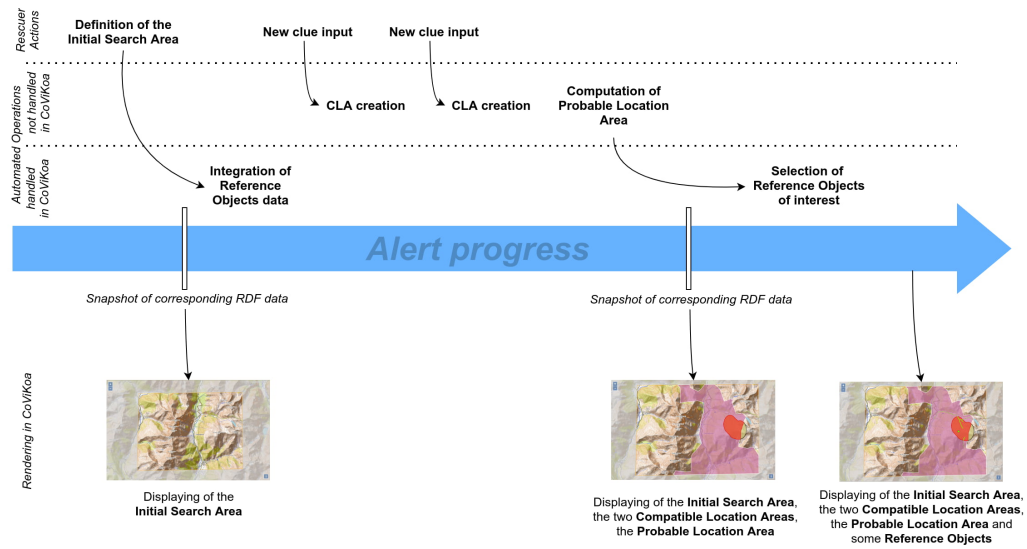 Rescuer
Actions
Definition of the
Initial Search Area
New clue input
New clue input
Automated Operations
not handled
in CoViKoa
handled
in CoViKoa
CLA creation
CLA creation
Computation of
Probable Location
Area
Integration of
Reference
Objects data
Selection of
Reference Objects
of interest
Alert progress
Snapshot of corresponding RDF data
Snapshot of corresponding RDF data
Rendering in CoViKoa
Displaying of the
Initial Search Area
Displaying of the Initial Search Area,
the two Compatible Location Areas,
the Probable Location Area
Displaying of the Initial Search Area,
the two Compatible Location Areas,
the Probable Location Area and
some Reference Objects